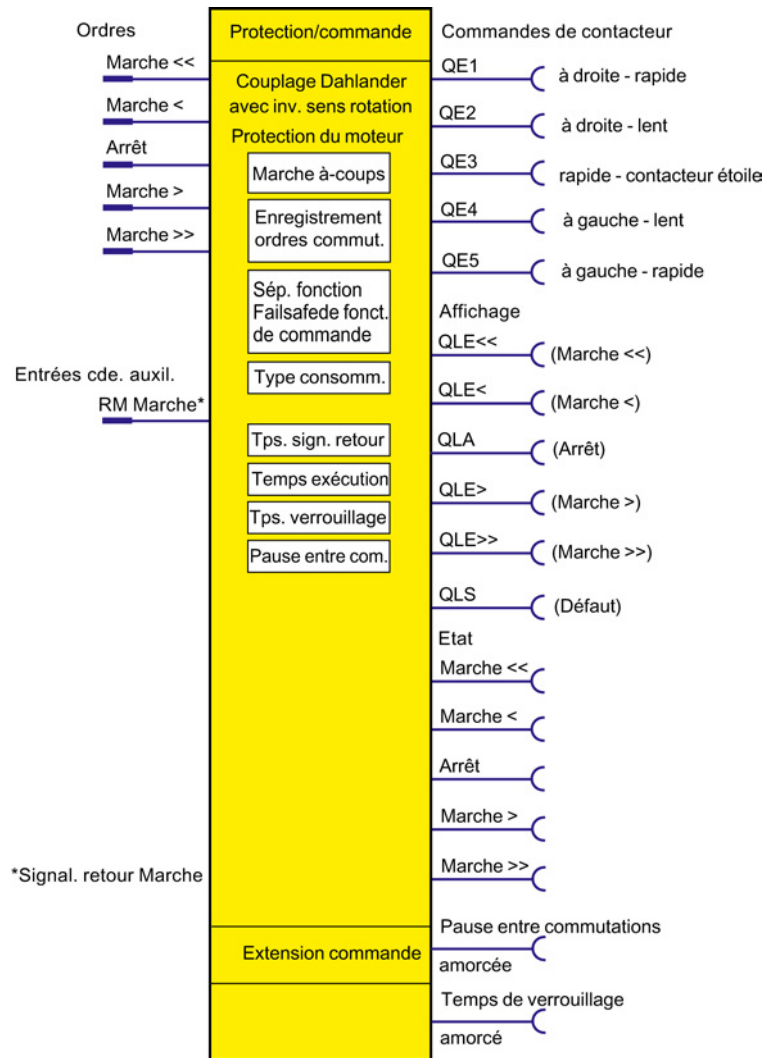 Ordres
Marche <<
Marche <
Arrêt
Marche >
Marche >>
Entrées cde. auxil.
RM Marche*
*Signal. retour Marche
Protection/commande
Couplage Dahlander
avec inv. sens rotation
Protection du moteur
Marche à-coups
Enregistrement
ordres commut.
Sép. fonction
Failsafede fonct.
de commande
Type consomm.
Tps. sign. retour
Temps exécution
Tps. verrouillage
Pause entre com.
Extension commande
Commandes de contacteur
QE1 à droite - rapide
QE2 à droite - lent
QE3 rapide - contacteur étoile
QE4 à gauche - lent
QE5 à gauche - rapide
Affichage
QLE<< (Marche <<)
QLE< (Marche <)
QLA (Arrêt)
QLE> (Marche >)
QLE>> (Marche >>)
QLS (Défaut)
Etat
Marche <<
Marche <
Arrêt
Marche >
Marche >>
Pause entre commutations
amorcée
Temps de verrouillage
amorcé